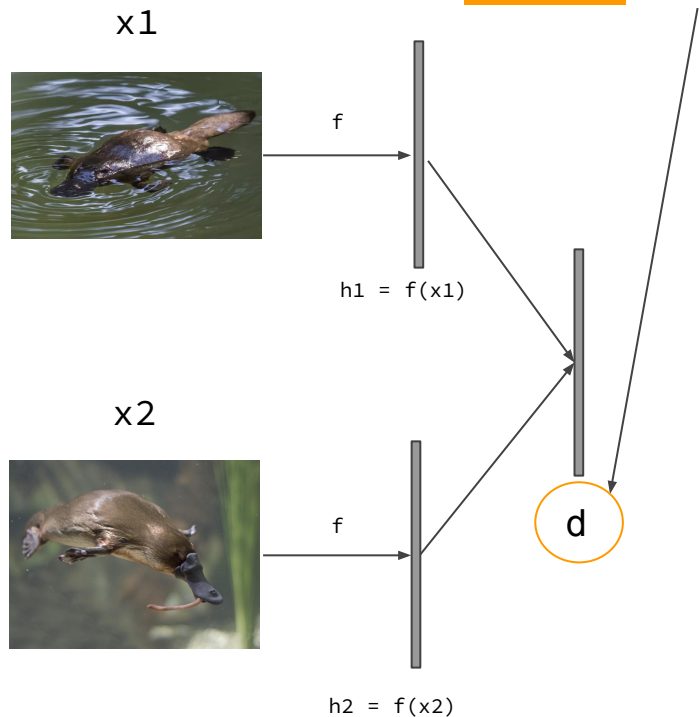 x1
f
h1 = f(x1)
x2
f
d
h2 = f(x2)